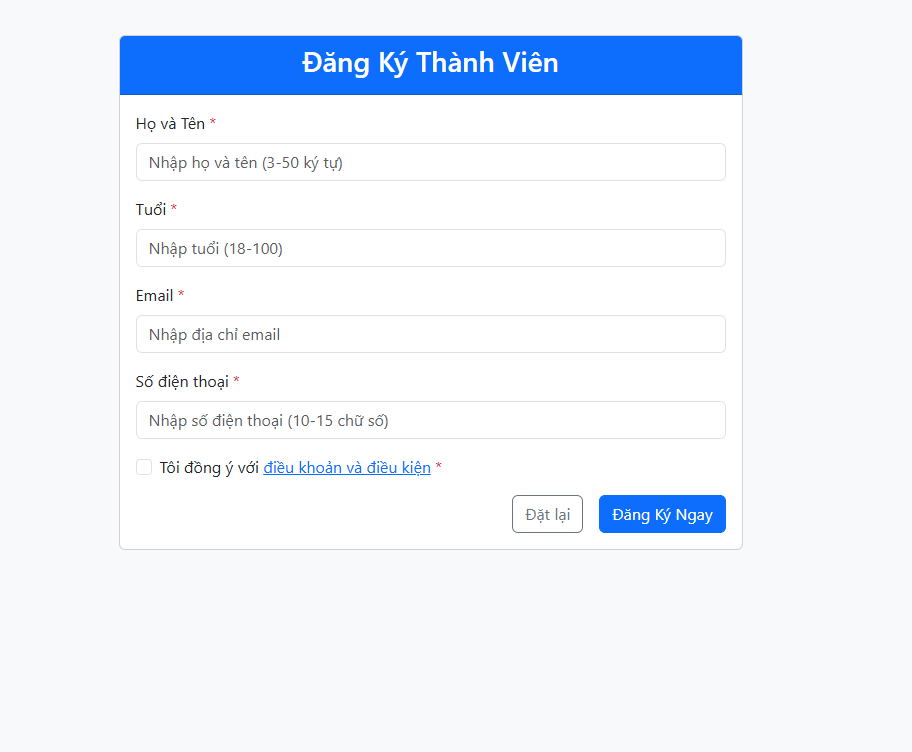 Đăng Ký Thành Viên
Họ và Tên *
Nhập họ và tên (3-50 ký tự)
Tuổi *
Nhập tuổi (18-100)
Email *
Nhập địa chỉ email
Số điện thoại *
Nhập số điện thoại (10-15 chữ số)
Tôi đồng ý với điều khoản và điều kiện *
Đặt lại Đăng Ký Ngay